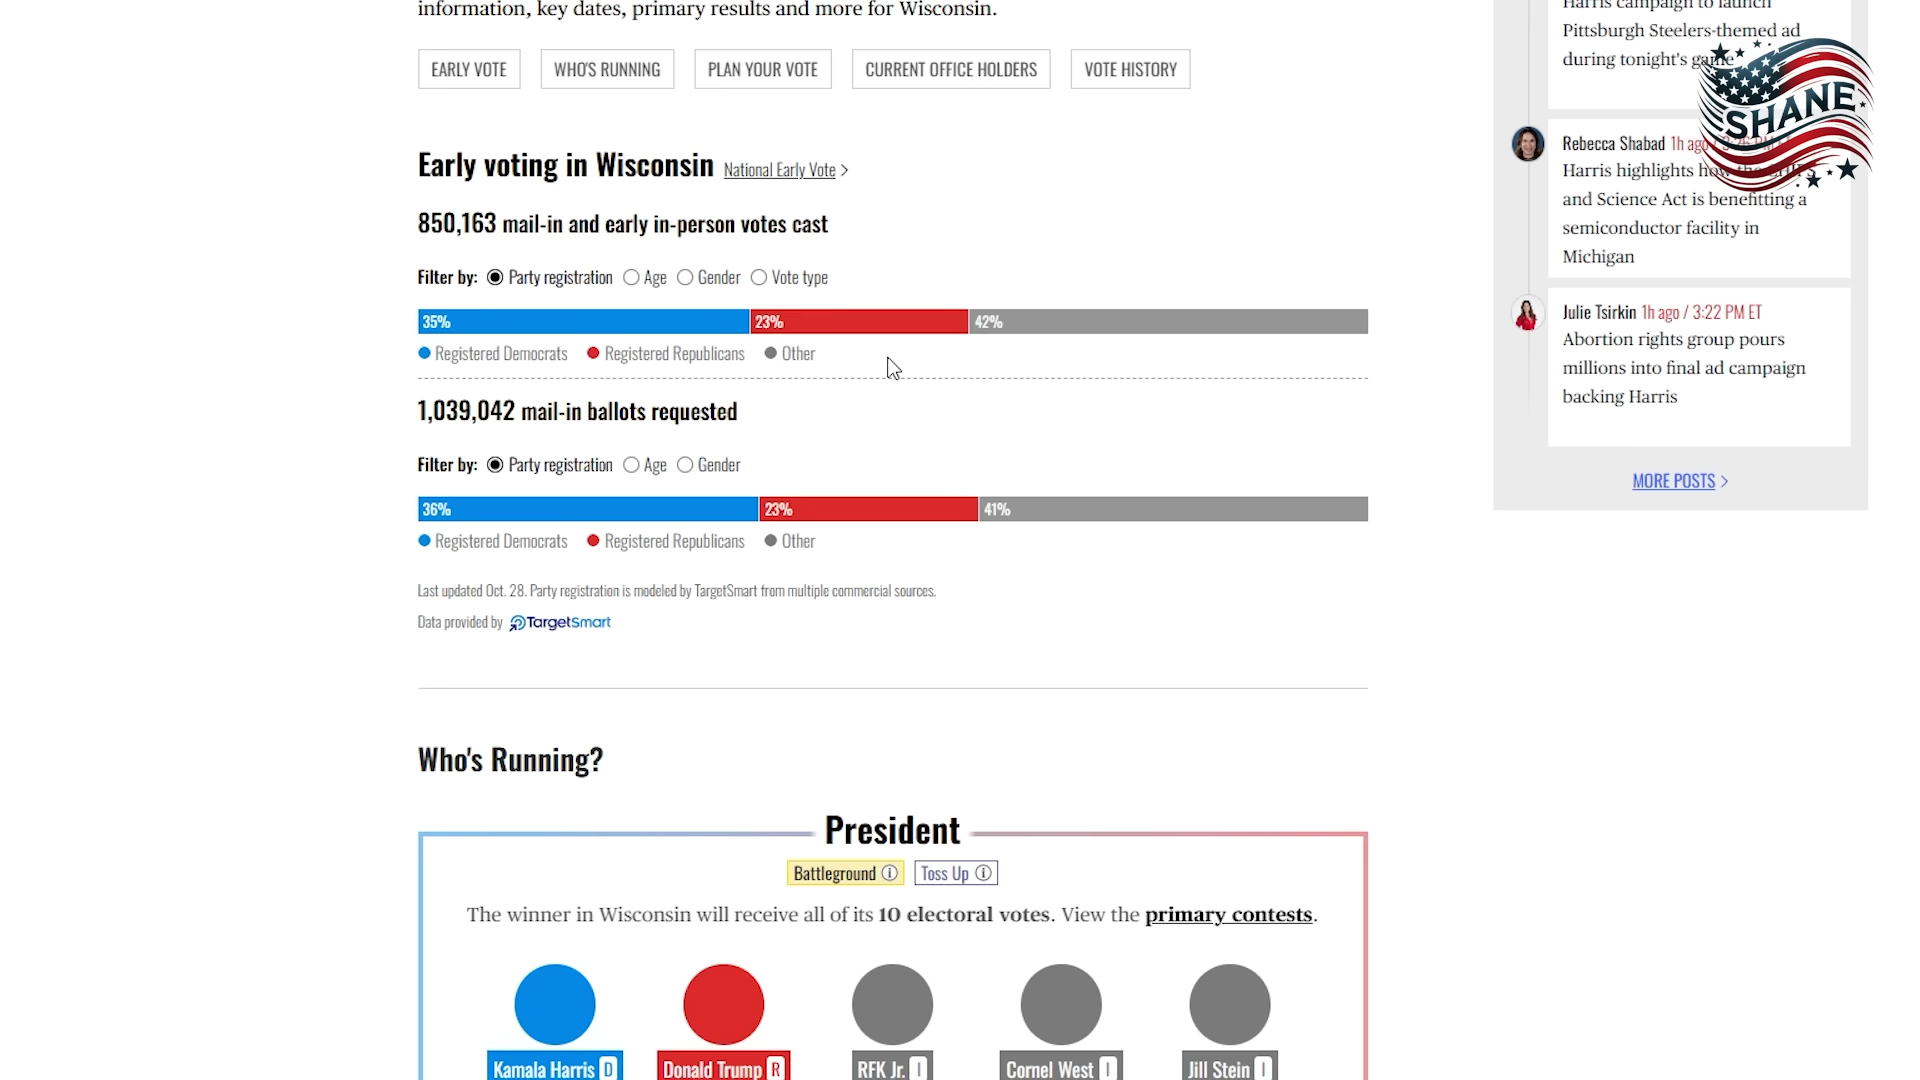 information, key dates, primary results and more for Wisconsin.
EARLY VOTE
WHO'S RUNNING
PLAN YOUR VOTE
CURRENT OFFICE HOLDERS
VOTE HISTORY
Early voting in Wisconsin National Early Vote >
850,163 mail-in and early in-person votes cast
Filter by: Party registration Age Gender Vote type
35% 23% 42%
Registered Democrats Registered Republicans Other
1,039,042 mail-in ballots requested
Filter by: Party registration Age Gender
36% 23% 41%
Registered Democrats Registered Republicans Other
Last updated Oct. 28. Party registration is modeled by TargetSmart from multiple commercial sources.
Data provided by TargetSmart
Who's Running?
President
Battleground Toss Up
The winner in Wisconsin will receive all of its 10 electoral votes. View the primary contests.
Kamala Harris D
Donald Trump R
RFK Jr. I
Cornel West I
Jill Stein I
Harris campaign to launch
Pittsburgh Steelers-themed ad
during tonight's game
SHANE
Rebecca Shabad 1h ago
Harris highlights how the
and Science Act is benefitting a
semiconductor facility in
Michigan
Julie Tsirkin 1h ago / 3:22 PM ET
Abortion rights group pours
millions into final ad campaign
backing Harris
MORE POSTS >